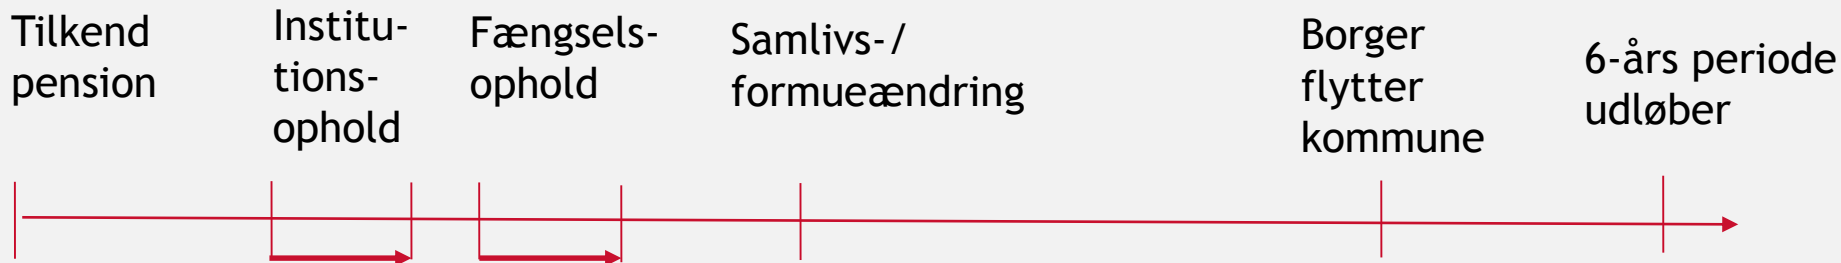 Tilkend
pension
Institu-
tions-
ophold
Fængsels-
ophold
Samlivs-/
formueændring
Borger
flytter
kommune
6-års periode
udløber